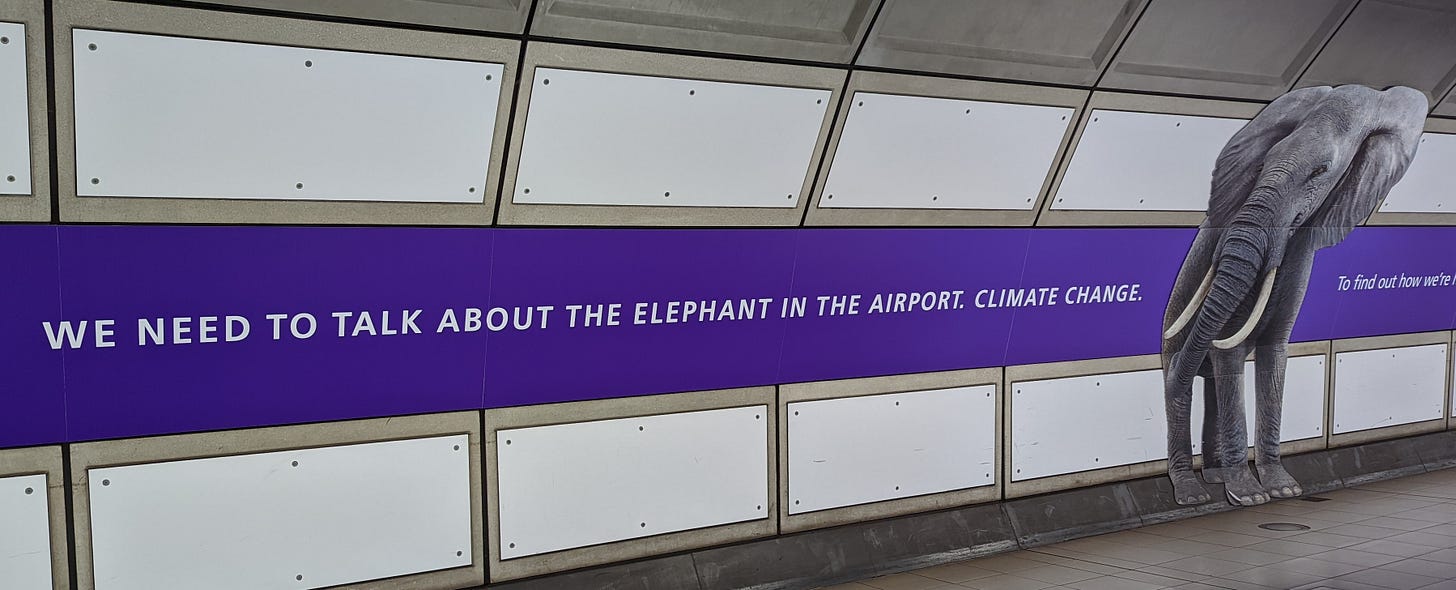 WE NEED TO TALK ABOUT THE ELEPHANT IN THE AIRPORT. CLIMATE CHANGE.
To find out how we're